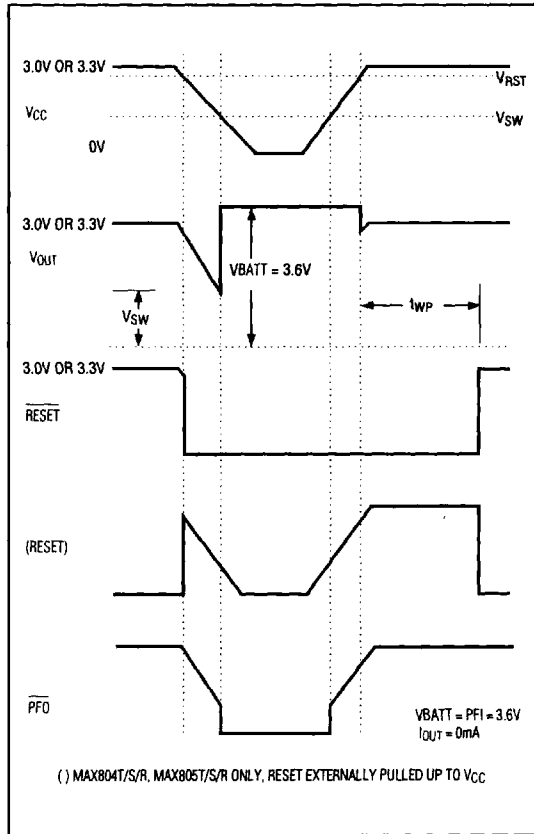 3.0V OR 3.3V
VRST
VCC
VSW
0V
3.0V OR 3.3V
VOUT
VBATT = 3.6V
VSW
tWP
3.0V OR 3.3V
RESET
(RESET)
PFO
VBATT = PFI = 3.6V
IOUT = 0mA
( ) MAX804T/S/R, MAX805T/S/R ONLY, RESET EXTERNALLY PULLED UP TO VCC